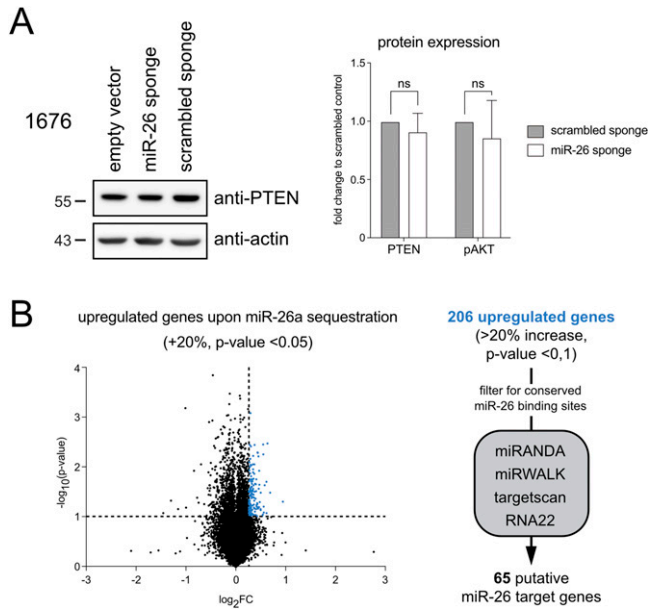 A
1676
empty vector
miR-26 sponge
scrambled sponge
55
anti-PTEN
43
anti-actin
protein expression
fold change to scrambled control
1.5
1.0
0.5
0
ns
ns
PTEN
pAKT
scrambled sponge
miR-26 sponge
B
upregulated genes upon miR-26a sequestration
(+20%, p-value <0.05)
-log10(p-value)
4
3
2
1
0
-3
-2
-1
0
1
2
3
log2FC
206 upregulated genes
(>20% increase,
p-value <0,1)
filter for conserved
miR-26 binding sites
miRANDA
miRWALK
targetscan
RNA22
65 putative
miR-26 target genes